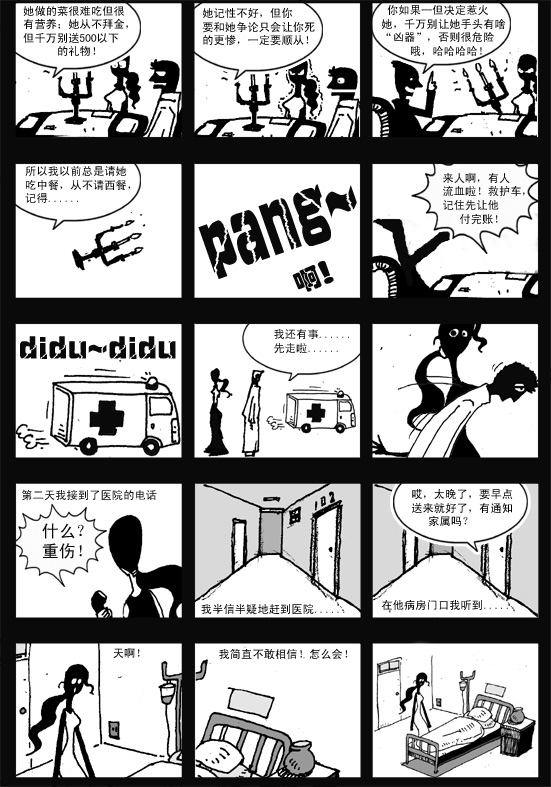 她做的菜很难吃但很
有营养；她从不拜金，
但千万别送500以下
的礼物！
她记性不好，但你
要和她争论只会让你死
的更惨，一定要顺从！
你如果一但决定惹火
她，千万别让她手头有啥
“凶器”，否则很危险
哦，哈哈哈哈！
所以我以前总是请她
吃中餐，从不请西餐，
记得......
pang~
啊！
来人啊，有人
流血啦！救护车，
记住先让他
付完账！
didu~didu
我还有事......
先走啦......
第二天我接到了医院的电话
什么？
重伤！
102
我半信半疑地赶到医院......
哎，太晚了，要早点
送来就好了，有通知
家属吗？
在他病房门口我听到......
天啊！
我简直不敢相信！怎么会！